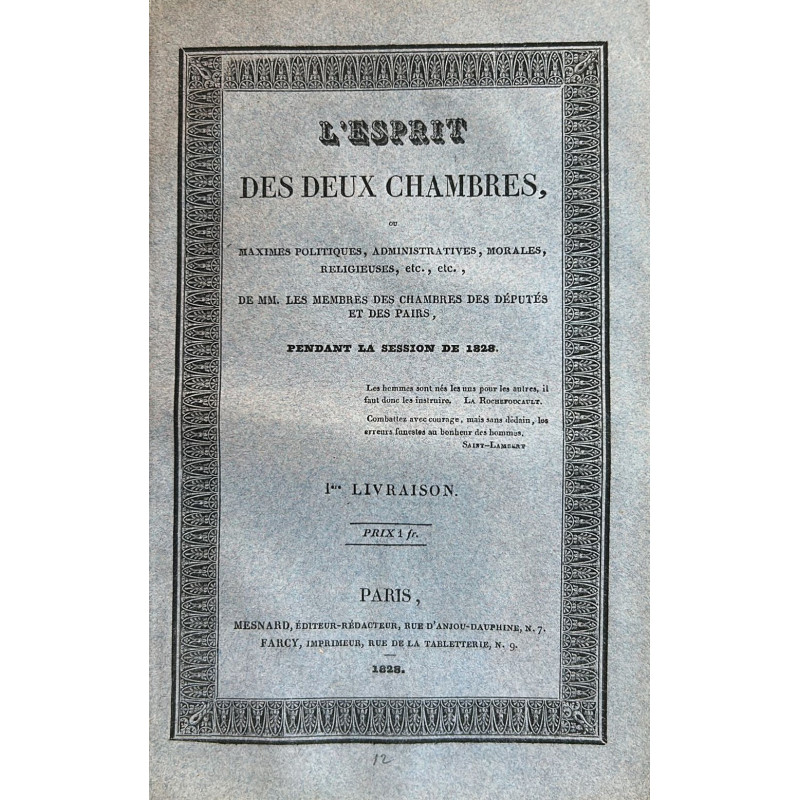 L'ESPRIT
DES DEUX CHAMBRES,
OU
MAXIMES POLITIQUES, ADMINISTRATIVES, MORALES,
RELIGIEUSES, etc., etc.,
DE MM. LES MEMBRES DES CHAMBRES DES DÉPUTÉS
ET DES PAIRS,
PENDANT LA SESSION DE 1828.
Les hommes sont nés les uns pour les autres, il
faut donc les instruire. LA ROCHEFOUCAULT.
Combattez avec courage, mais sans dédain, les
erreurs funestes au bonheur des hommes.
SAINT-LAMBERT
1ere LIVRAISON.
PRIX 1 fr.
PARIS,
MESNARD, ÉDITEUR-RÉDACTEUR, RUE D'ANJOU-DAUPHINE, N. 7.
FARCY, IMPRIMEUR, RUE DE LA TABLETTERIE, N. 9.
1828.
12